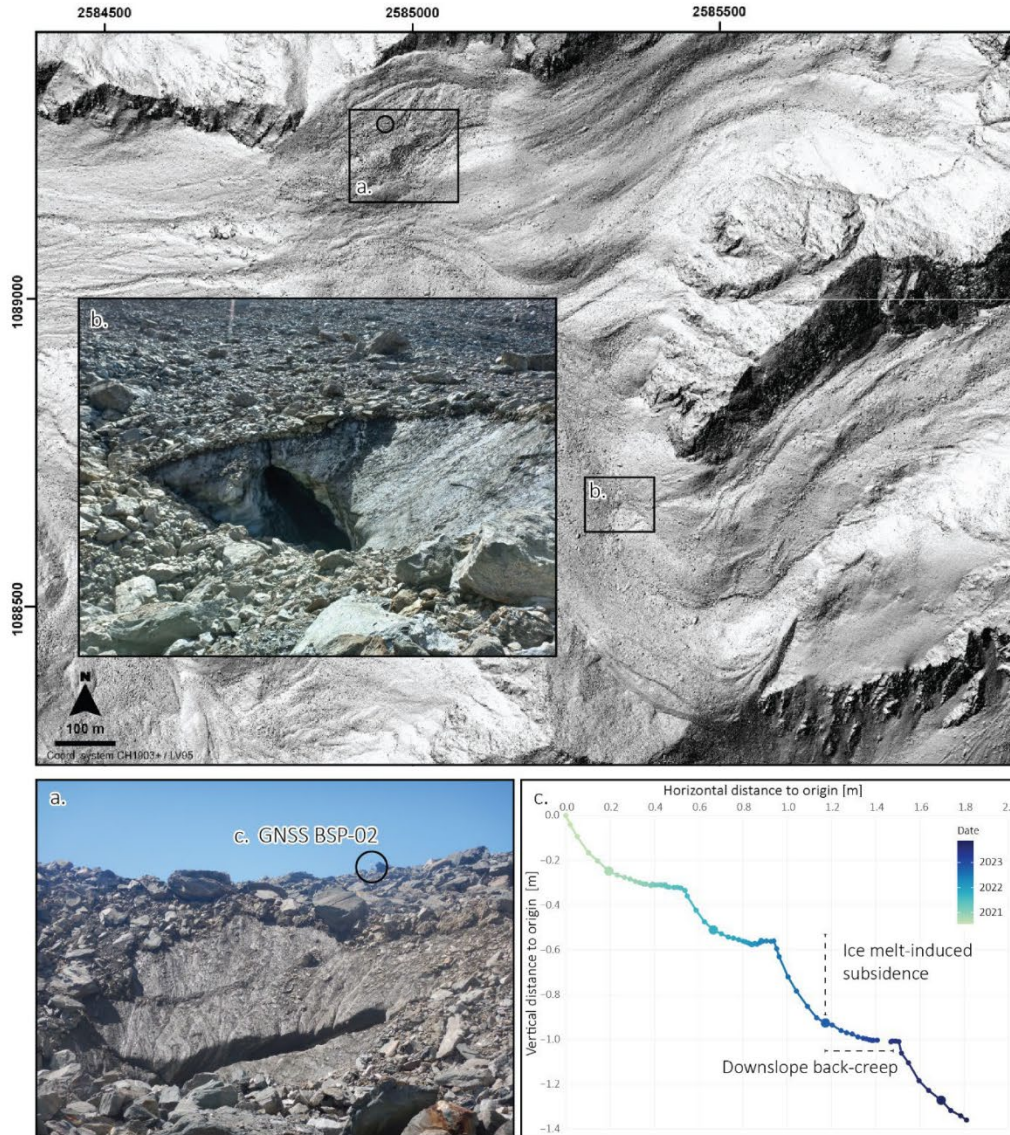 2584500
2585000
2585500
1089000
1088500
a.
b.
b.
N
100 m
Coord. system CH1903+ / LV95
a.
c. GNSS BSP-02
c.
Horizontal distance to origin [m]
0.0 0.2 0.4 0.6 0.8 1.0 1.2 1.4 1.6 1.8 2.0
Vertical distance to origin [m]
0.0
−0.2
−0.4
−0.6
−0.8
−1.0
−1.2
−1.4
Date
2023
2022
2021
Ice melt-induced
subsidence
Downslope back-creep